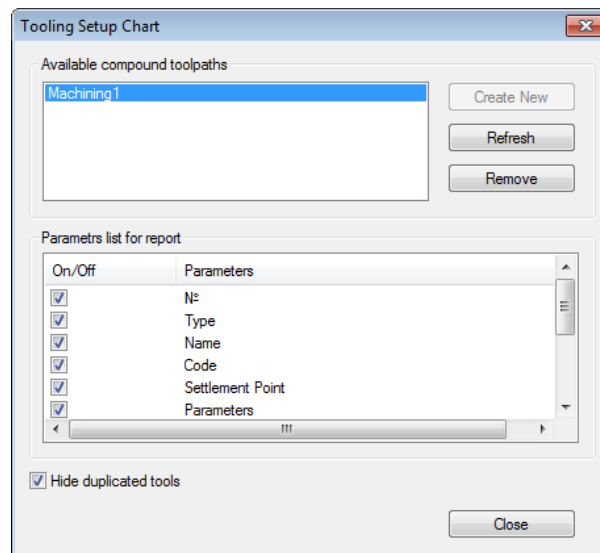 Tooling Setup Chart
Available compound toolpaths
Machining1
Create New
Refresh
Remove
Parametrs list for report
On/Off Parameters
№
Type
Name
Code
Settlement Point
Parameters
Hide duplicated tools
Close